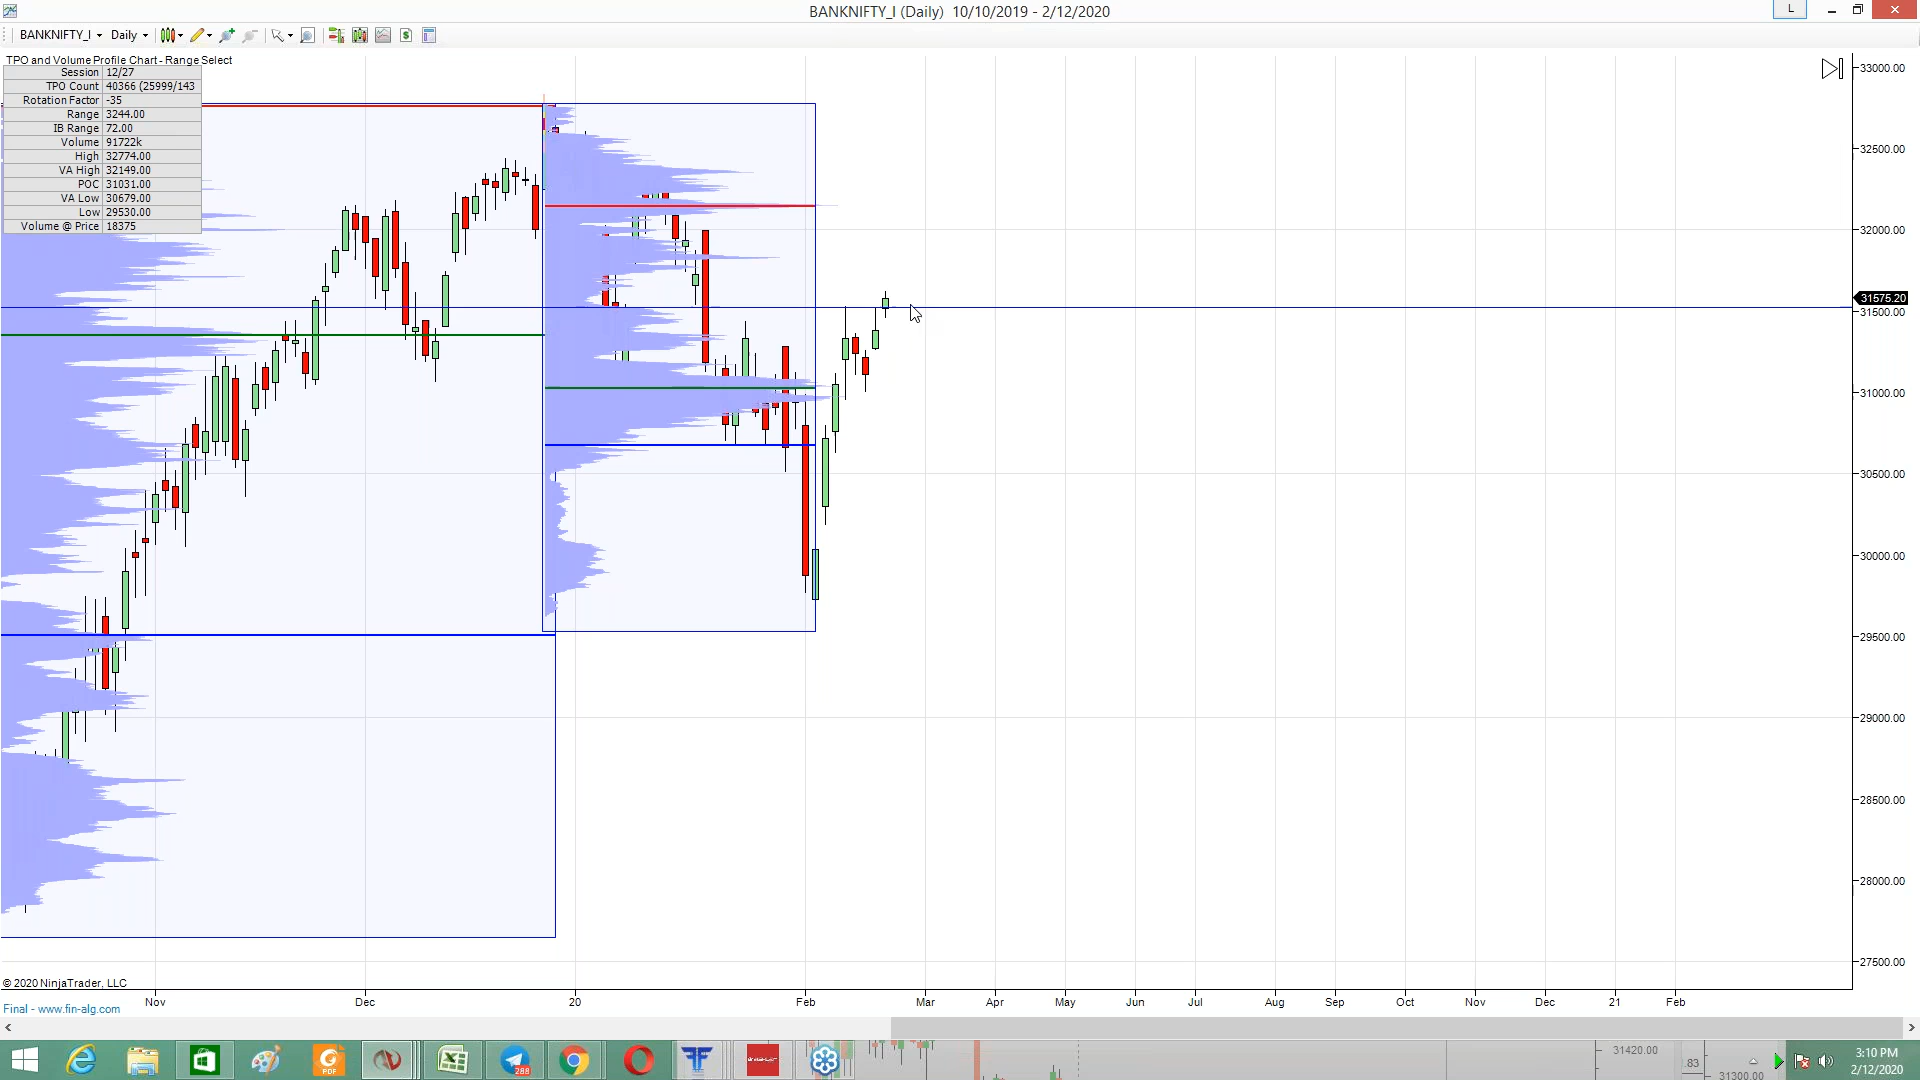 BANKNIFTY_I (Daily)  10/10/2019 - 2/12/2020
L
BANKNIFTY_I
Daily
TPO and Volume Profile Chart - Range Select
Session 12/27
TPO Count 40366 (25999/143
Rotation Factor -35
Range 3244.00
IB Range 72.00
Volume 91722k
High 32774.00
VA High 32149.00
POC 31031.00
VA Low 30679.00
Low 29530.00
Volume @ Price 18375
33000.00
32500.00
32000.00
31575.20
31500.00
31000.00
30500.00
30000.00
29500.00
29000.00
28500.00
28000.00
27500.00
© 2020 NinjaTrader, LLC
Nov Dec 20 Feb Mar Apr May Jun Jul Aug Sep Oct Nov Dec 21 Feb
Final - www.fin-alg.com
PDF
288
31420.00
.83
31300.00
3:10 PM
2/12/2020